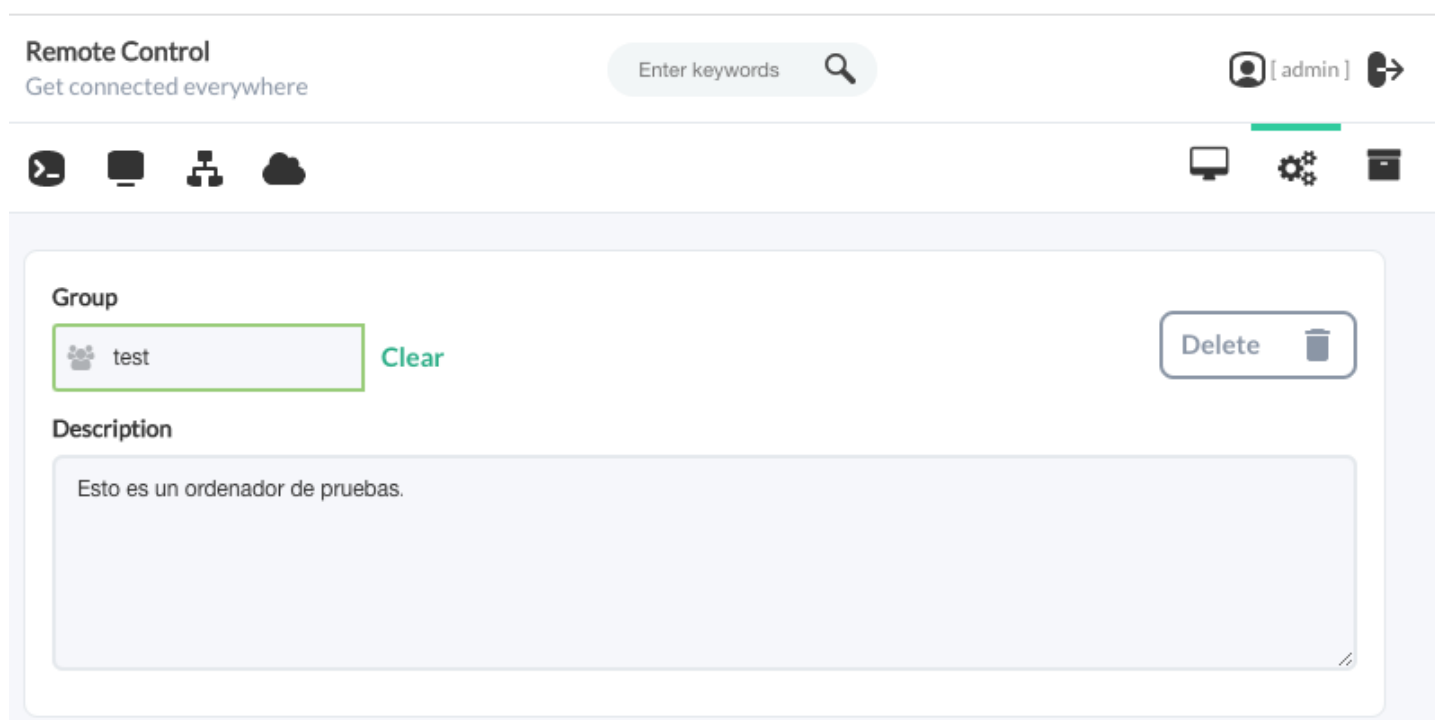 Remote Control
Get connected everywhere
Enter keywords
[ admin ]
Group
test
Clear
Delete
Description
Esto es un ordenador de pruebas.